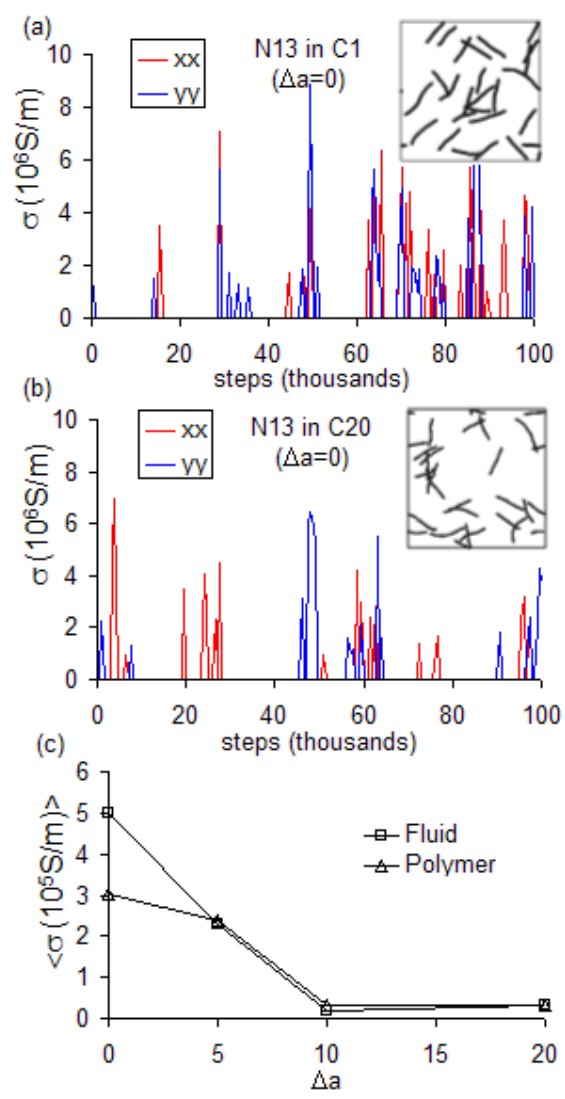 (a)
N13 in C1
(Δa=0)
xx
yy
σ(10⁶S/m)
10
8
6
4
2
0
0 20 40 60 80 100
steps (thousands)
(b)
N13 in C20
(Δa=0)
xx
yy
σ(10⁶S/m)
10
8
6
4
2
0
0 20 40 60 80 100
steps (thousands)
(c)
<σ(10⁵S/m)>
6
5
4
3
2
1
0
Fluid
Polymer
0 5 10 15 20
Δa